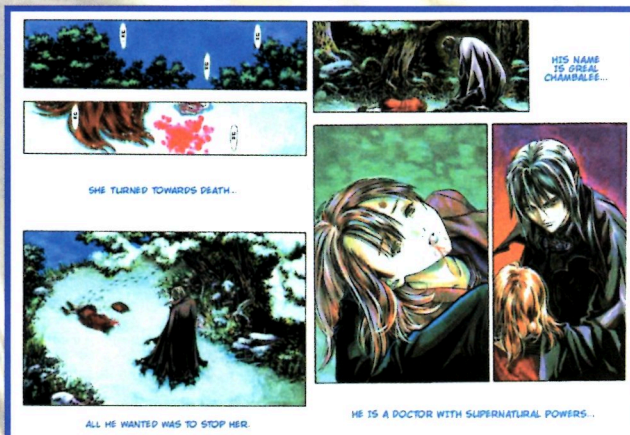 SHE TURNED TOWARDS DEATH..
ALL HE WANTED WAS TO STOP HER.
HIS NAME
IS GREAL
CHAMBALEE...
HE IS A DOCTOR WITH SUPERNATURAL POWERS...